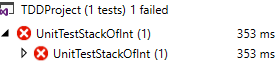 TDDProject (1 tests) 1 failed
UnitTestStackOfInt (1) 353 ms
UnitTestStackOfInt (1) 353 ms